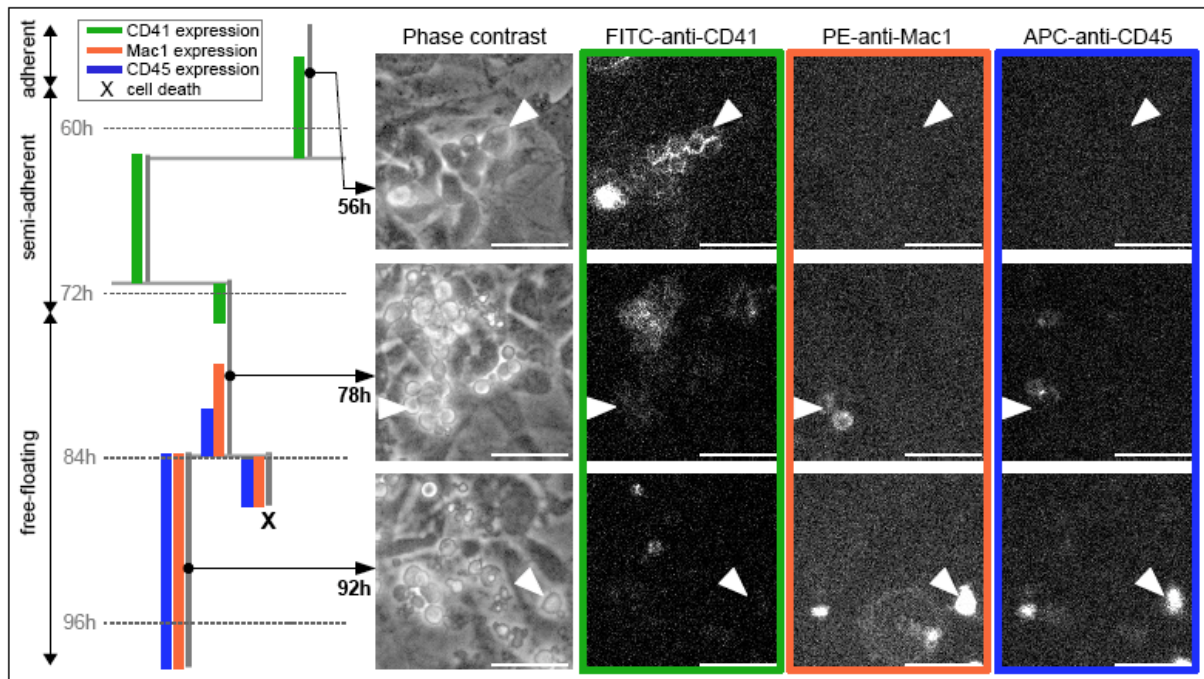 CD41 expression
Mac1 expression
CD45 expression
X cell death
adherent
semi-adherent
free-floating
60h
72h
84h
96h
X
56h
78h
92h
Phase contrast
FITC-anti-CD41
PE-anti-Mac1
APC-anti-CD45